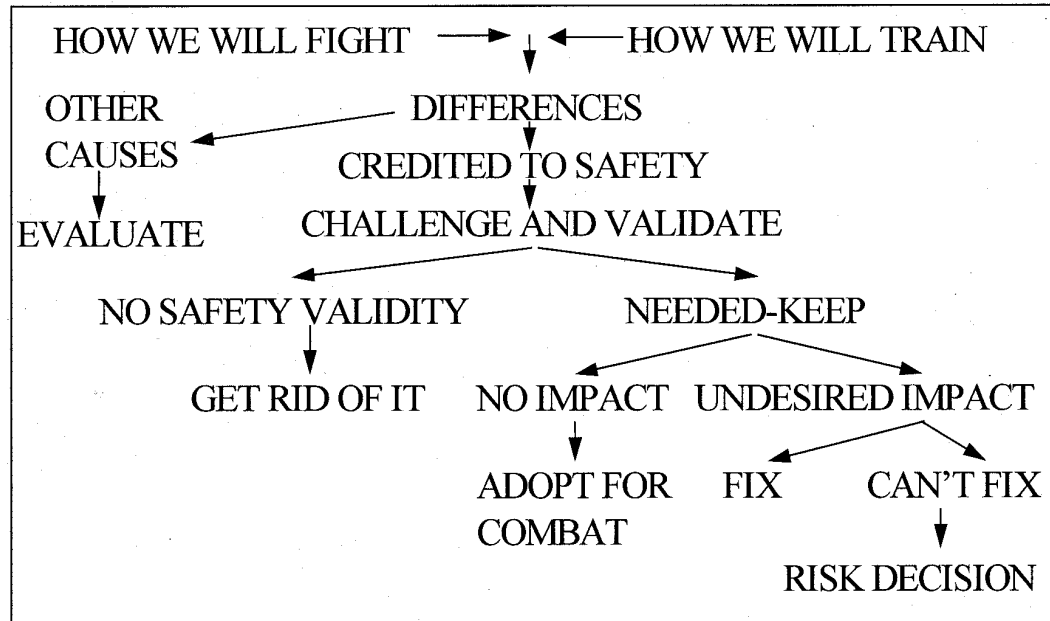 HOW WE WILL FIGHT
HOW WE WILL TRAIN
OTHER
CAUSES
DIFFERENCES
CREDITED TO SAFETY
EVALUATE
CHALLENGE AND VALIDATE
NO SAFETY VALIDITY
NEEDED-KEEP
GET RID OF IT
NO IMPACT
UNDESIRED IMPACT
ADOPT FOR
COMBAT
FIX
CAN'T FIX
RISK DECISION